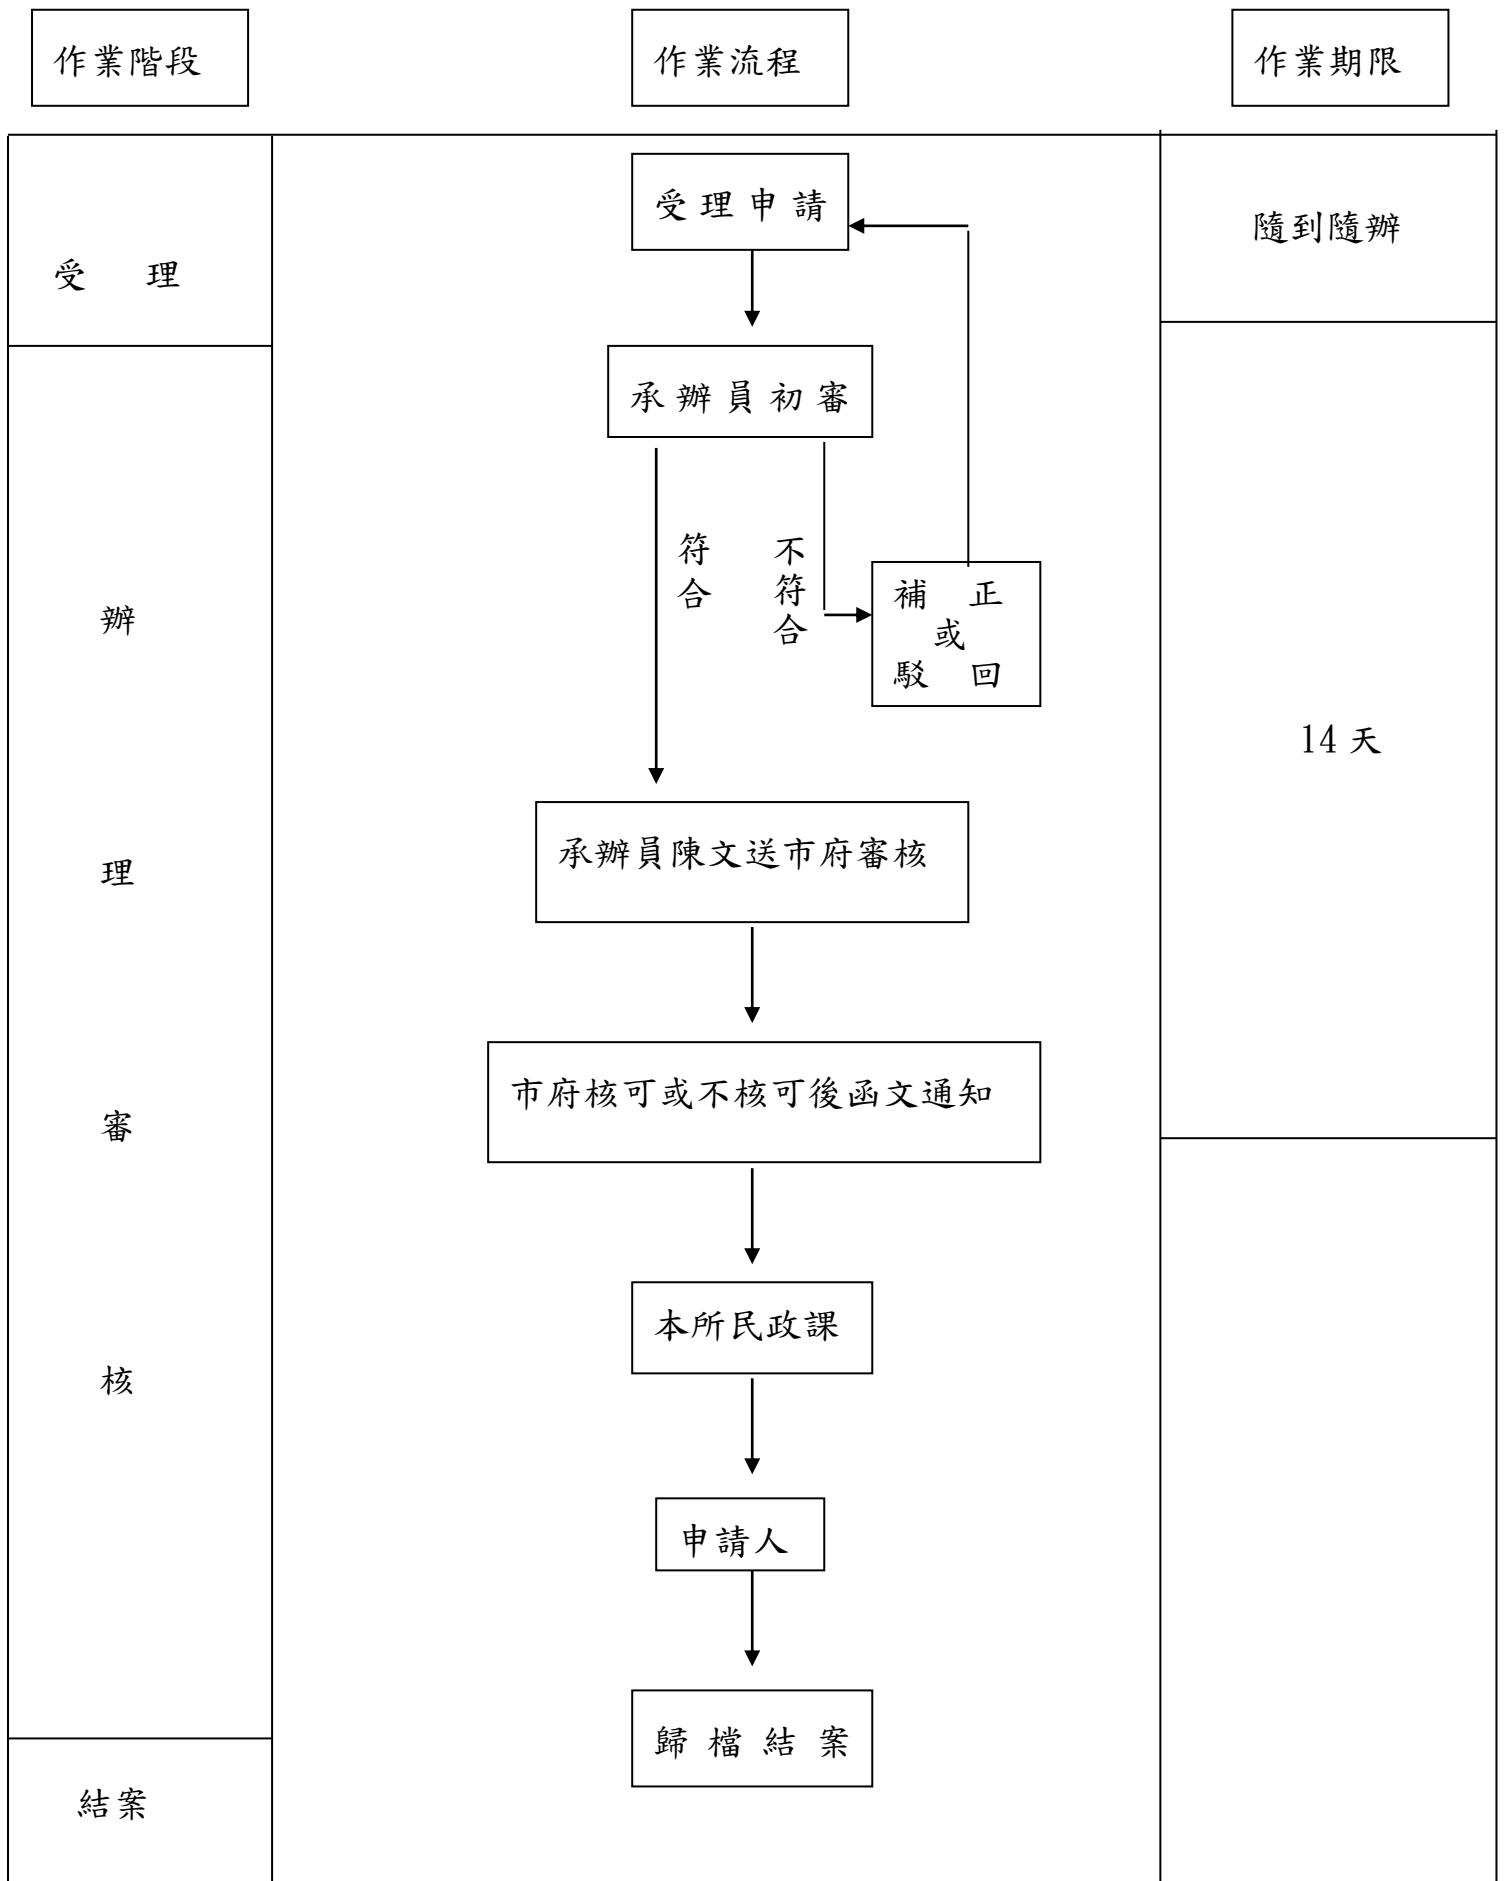 作業階段
作業流程
作業期限
受理申請
隨到隨辦
受 理
承辦員初審
符合
不符合
補 正
或
駁 回
辦
理
審
核
14 天
承辦員陳文送市府審核
市府核可或不核可後函文通知
本所民政課
申請人
歸檔結案
結案